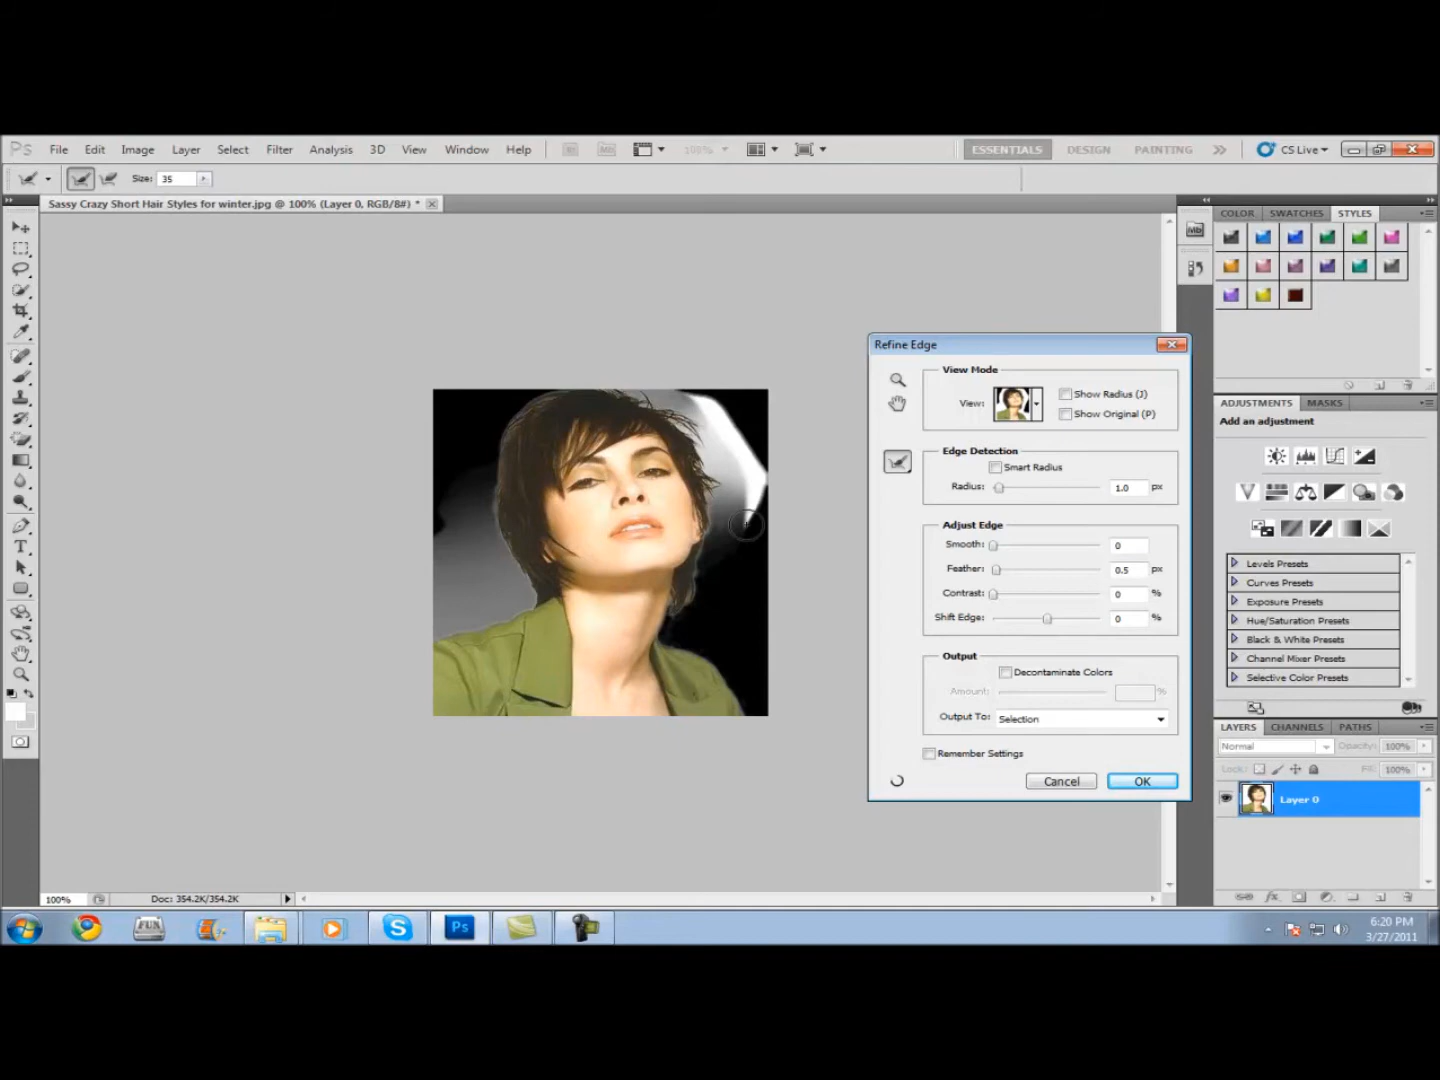 Ps File Edit Image Layer Select Filter Analysis 3D View Window Help Br Mb 100% ESSENTIALS DESIGN PAINTING CS Live
Size: 35
Sassy Crazy Short Hair Styles for winter.jpg @ 100% (Layer 0, RGB/8#) *
COLOR SWATCHES STYLES
Mb
Refine Edge
View Mode
View:
Show Radius (J)
Show Original (P)
Edge Detection
Smart Radius
Radius: 1.0 px
Adjust Edge
Smooth: 0
Feather: 0.5 px
Contrast: 0 %
Shift Edge: 0 %
Output
Decontaminate Colors
Amount: %
Output To: Selection
Remember Settings
Cancel OK
ADJUSTMENTS MASKS
Add an adjustment
Levels Presets
Curves Presets
Exposure Presets
Hue/Saturation Presets
Black & White Presets
Channel Mixer Presets
Selective Color Presets
LAYERS CHANNELS PATHS
Normal Opacity: 100%
Lock: Fill: 100%
Layer 0
100% Doc: 354.2K/354.2K
FUN
Ps
6:20 PM
3/27/2011